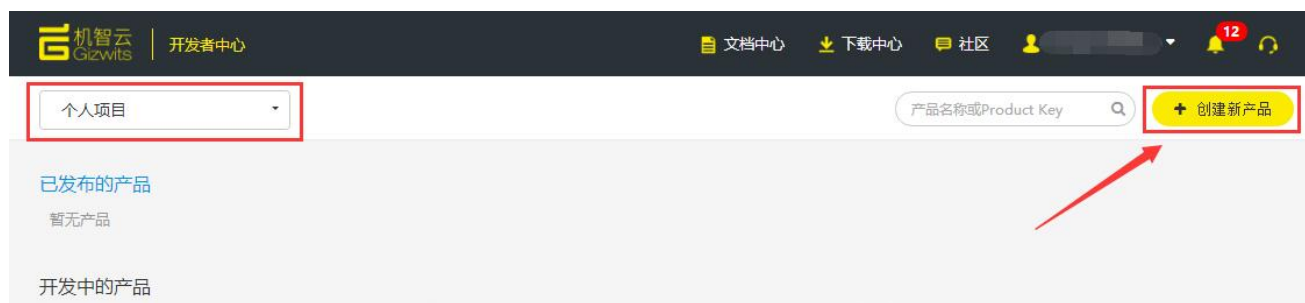 机智云
Gizwits
开发者中心
文档中心
下载中心
社区
12
个人项目
产品名称或Product Key
+ 创建新产品
已发布的产品
暂无产品
开发中的产品